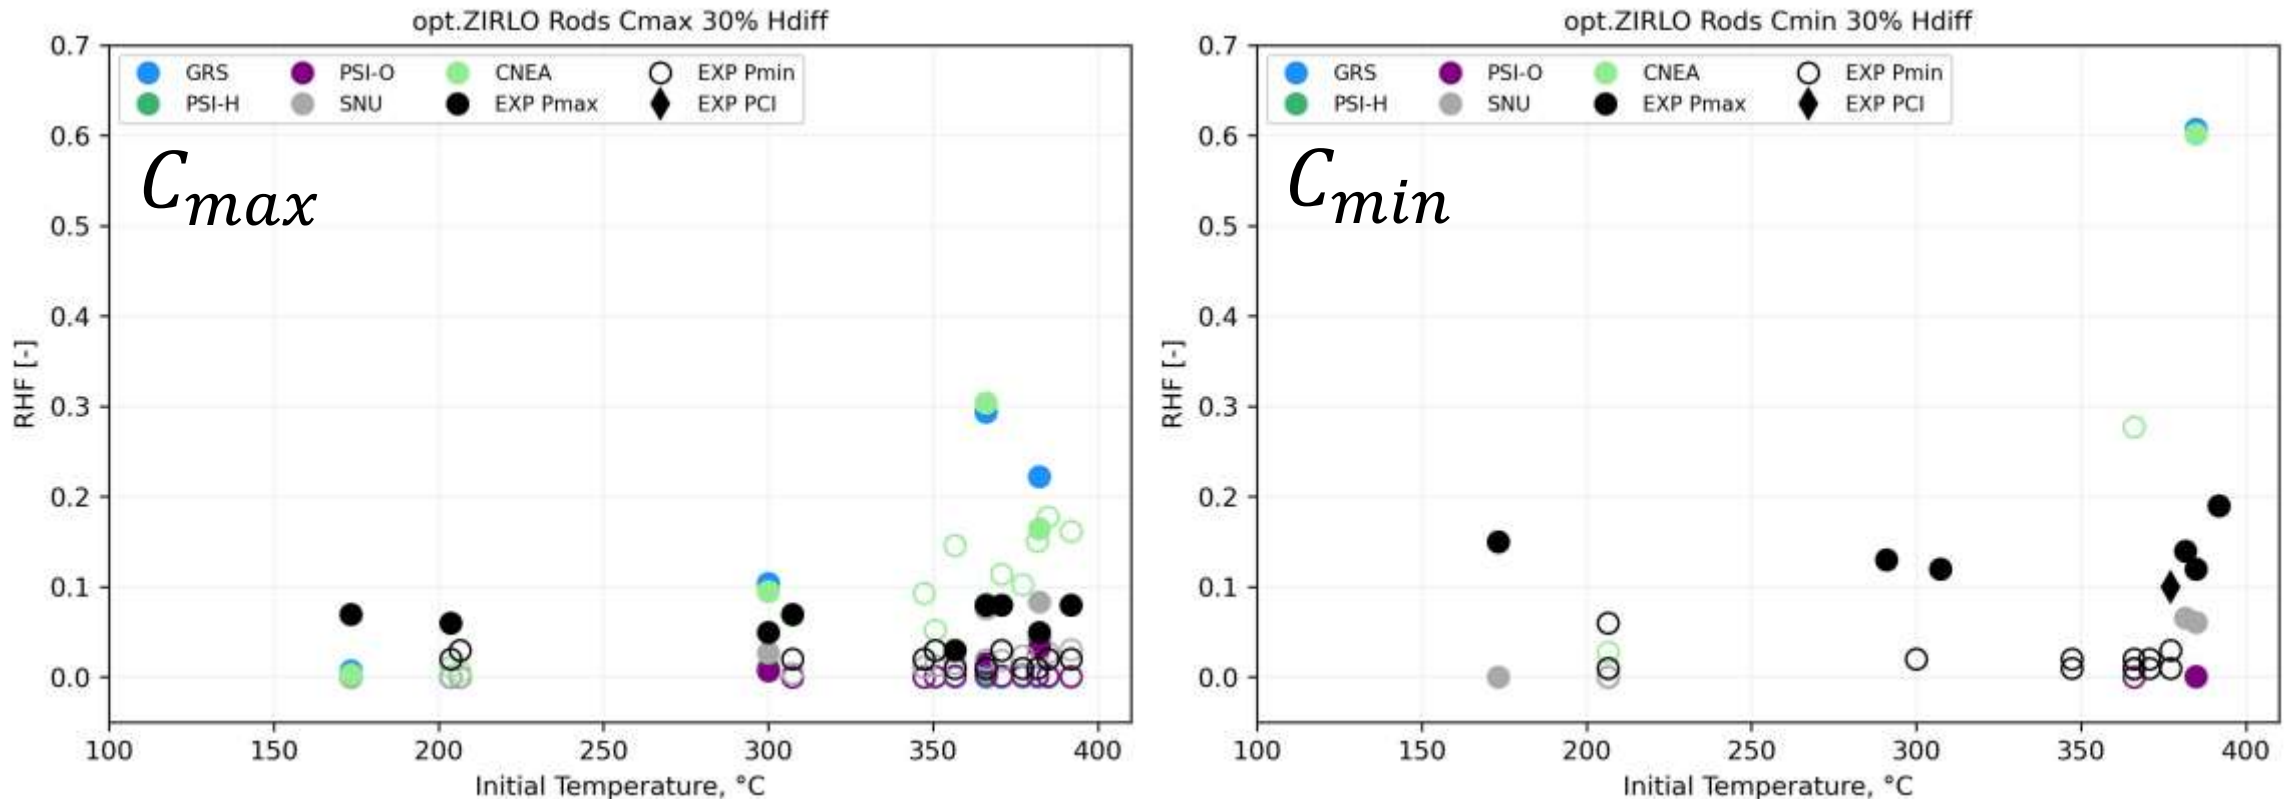 opt.ZIRLO Rods Cmax 30% Hdiff
0.7
0.6
0.5
0.4
0.3
0.2
0.1
0.0
RHF [-]
GRS PSI-O CNEA EXP Pmin
PSI-H SNU EXP Pmax EXP PCI
Cmax
100 150 200 250 300 350 400
Initial Temperature, °C
opt.ZIRLO Rods Cmin 30% Hdiff
0.7
0.6
0.5
0.4
0.3
0.2
0.1
0.0
RHF [-]
GRS PSI-O CNEA EXP Pmin
PSI-H SNU EXP Pmax EXP PCI
Cmin
100 150 200 250 300 350 400
Initial Temperature, °C